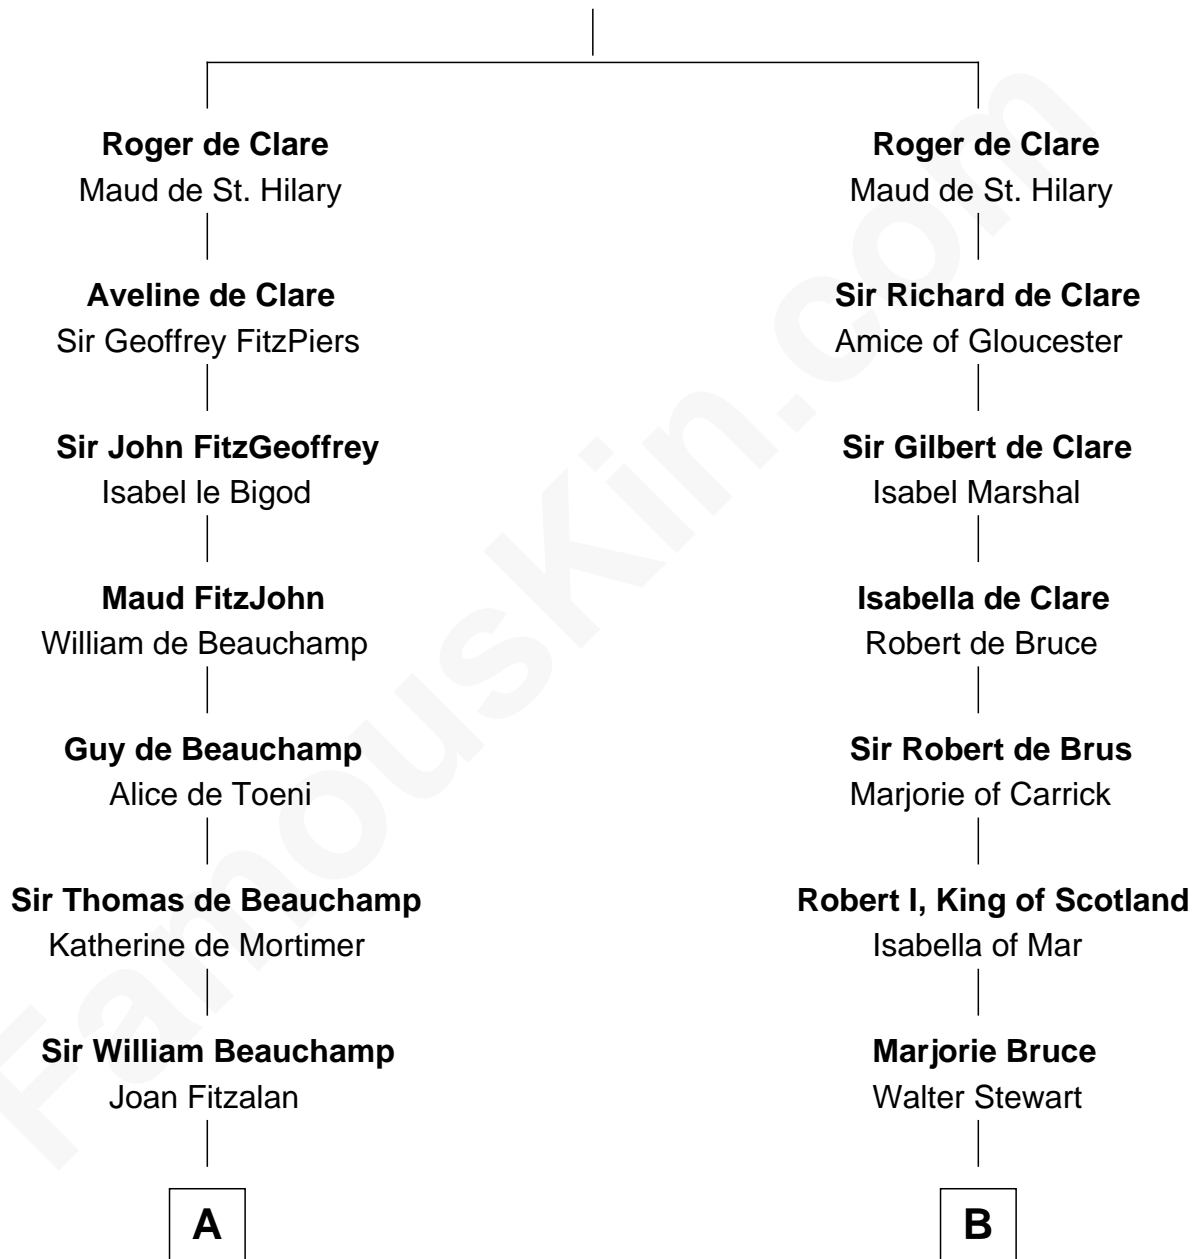 Roger de Clare
Maud de St. Hilary
Aveline de Clare
Sir Geoffrey FitzPiers
Sir John FitzGeoffrey
Isabel le Bigod
Maud FitzJohn
William de Beauchamp
Guy de Beauchamp
Alice de Toeni
Sir Thomas de Beauchamp
Katherine de Mortimer
Sir William Beauchamp
Joan Fitzalan
A
Roger de Clare
Maud de St. Hilary
Sir Richard de Clare
Amice of Gloucester
Sir Gilbert de Clare
Isabel Marshal
Isabella de Clare
Robert de Bruce
Sir Robert de Brus
Marjorie of Carrick
Robert I, King of Scotland
Isabella of Mar
Marjorie Bruce
Walter Stewart
B
FamousKin.com